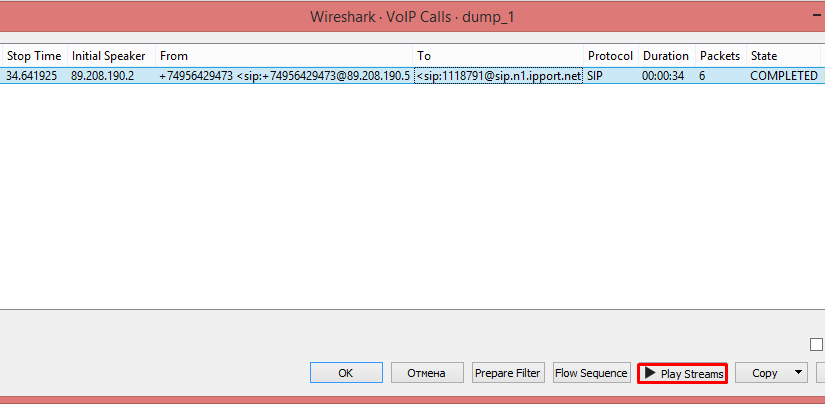 Wireshark · VoIP Calls · dump_1
Stop Time Initial Speaker From To Protocol Duration Packets State
34.641925 89.208.190.2 +74956429473 <sip:+74956429473@89.208.190.5 <sip:1118791@sip.n1.ipport.net SIP 00:00:34 6 COMPLETED
OK Отмена Prepare Filter Flow Sequence Play Streams Copy